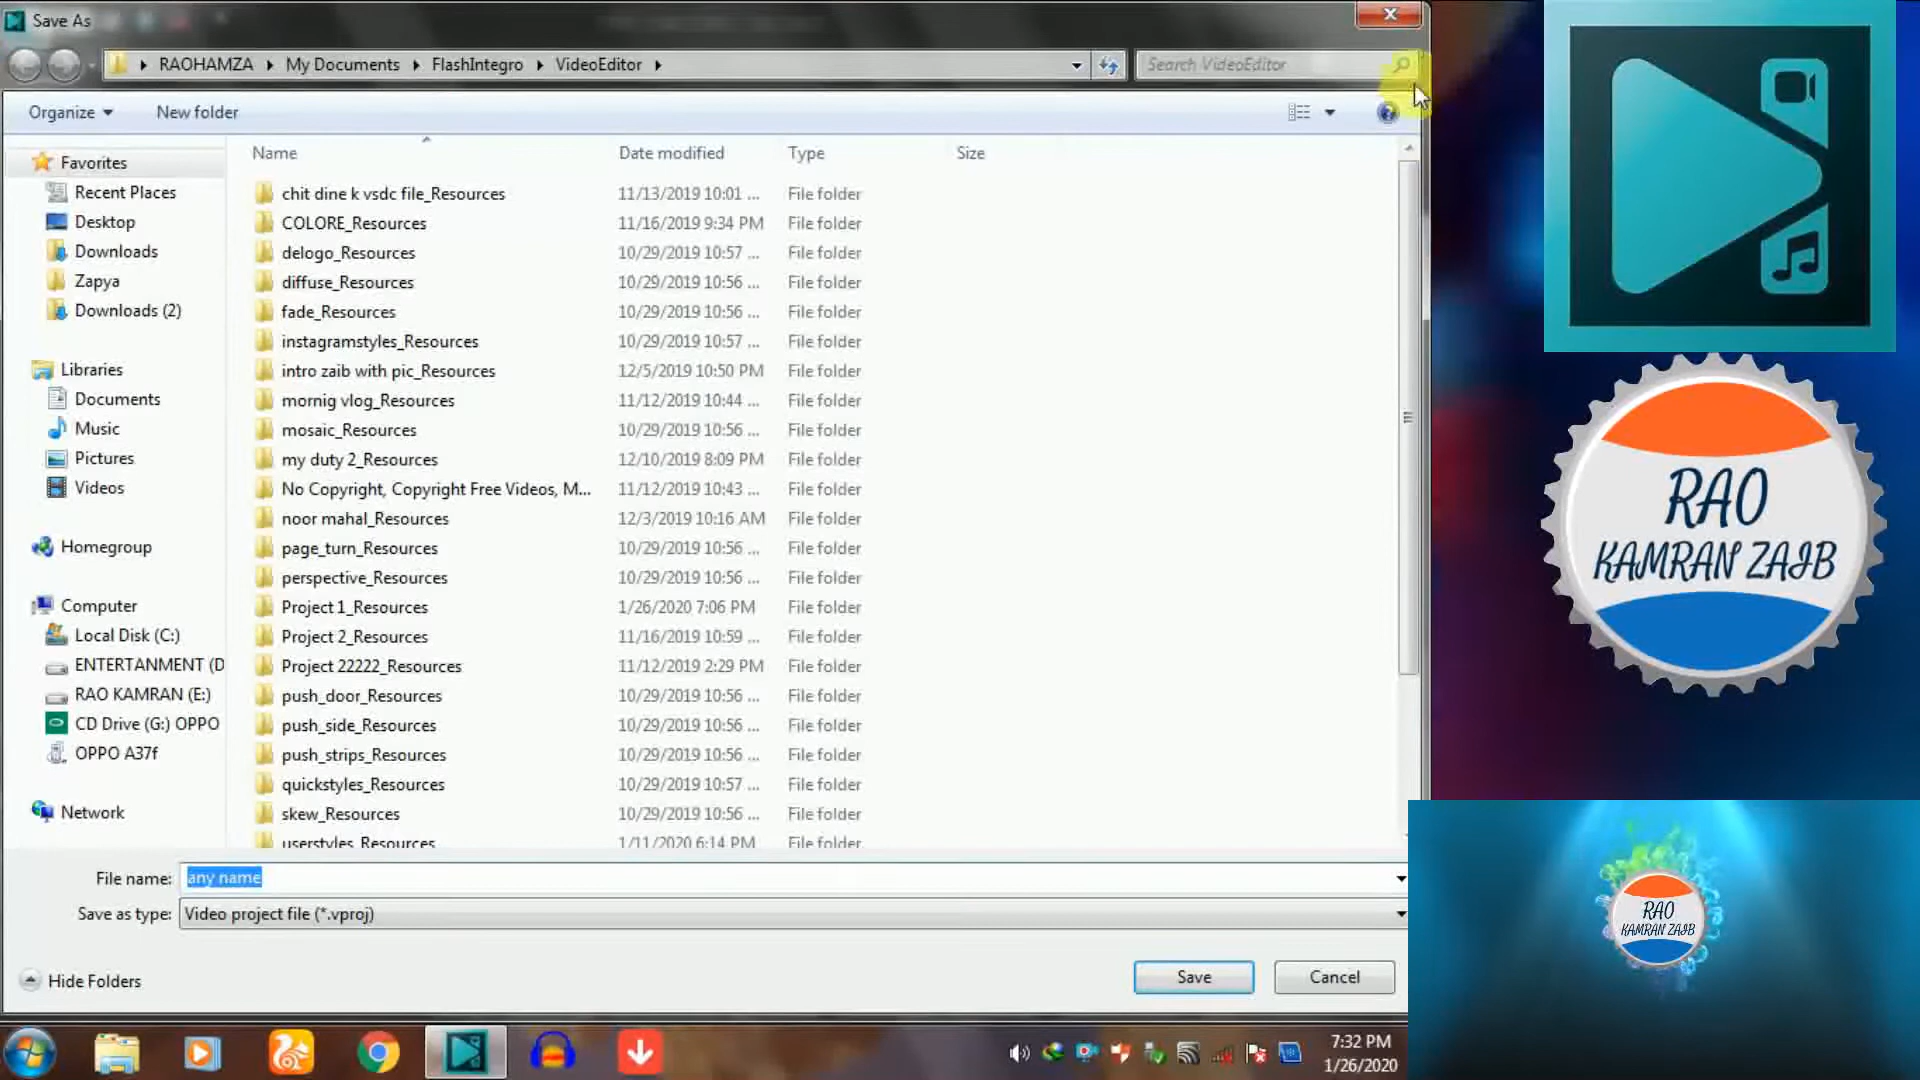 Save As
RAOHAMZA My Documents FlashIntegro VideoEditor
Search VideoEditor
Organize New folder
Name Date modified Type Size
Favorites
Recent Places
Desktop
Downloads
Zapya
Downloads (2)
Libraries
Documents
Music
Pictures
Videos
Homegroup
Computer
Local Disk (C:)
ENTERTANMENT (D
RAO KAMRAN (E:)
CD Drive (G:) OPPO
OPPO A37f
Network
chit dine k vsdc file_Resources 11/13/2019 10:01 ... File folder
COLORE_Resources 11/16/2019 9:34 PM File folder
delogo_Resources 10/29/2019 10:57 ... File folder
diffuse_Resources 10/29/2019 10:56 ... File folder
fade_Resources 10/29/2019 10:56 ... File folder
instagramstyles_Resources 10/29/2019 10:57 ... File folder
intro zaib with pic_Resources 12/5/2019 10:50 PM File folder
mornig vlog_Resources 11/12/2019 10:44 ... File folder
mosaic_Resources 10/29/2019 10:56 ... File folder
my duty 2_Resources 12/10/2019 8:09 PM File folder
No Copyright, Copyright Free Videos, M... 11/12/2019 10:43 ... File folder
noor mahal_Resources 12/3/2019 10:16 AM File folder
page_turn_Resources 10/29/2019 10:56 ... File folder
perspective_Resources 10/29/2019 10:56 ... File folder
Project 1_Resources 1/26/2020 7:06 PM File folder
Project 2_Resources 11/16/2019 10:59 ... File folder
Project 22222_Resources 11/12/2019 2:29 PM File folder
push_door_Resources 10/29/2019 10:56 ... File folder
push_side_Resources 10/29/2019 10:56 ... File folder
push_strips_Resources 10/29/2019 10:56 ... File folder
quickstyles_Resources 10/29/2019 10:57 ... File folder
skew_Resources 10/29/2019 10:56 ... File folder
userstyles_Resources 1/11/2020 6:14 PM File folder
File name: any name
Save as type: Video project file (*.vproj)
Hide Folders
Save Cancel
7:32 PM
1/26/2020
RAO
KAMRAN ZAIB
RAO
KAMRAN ZAIB